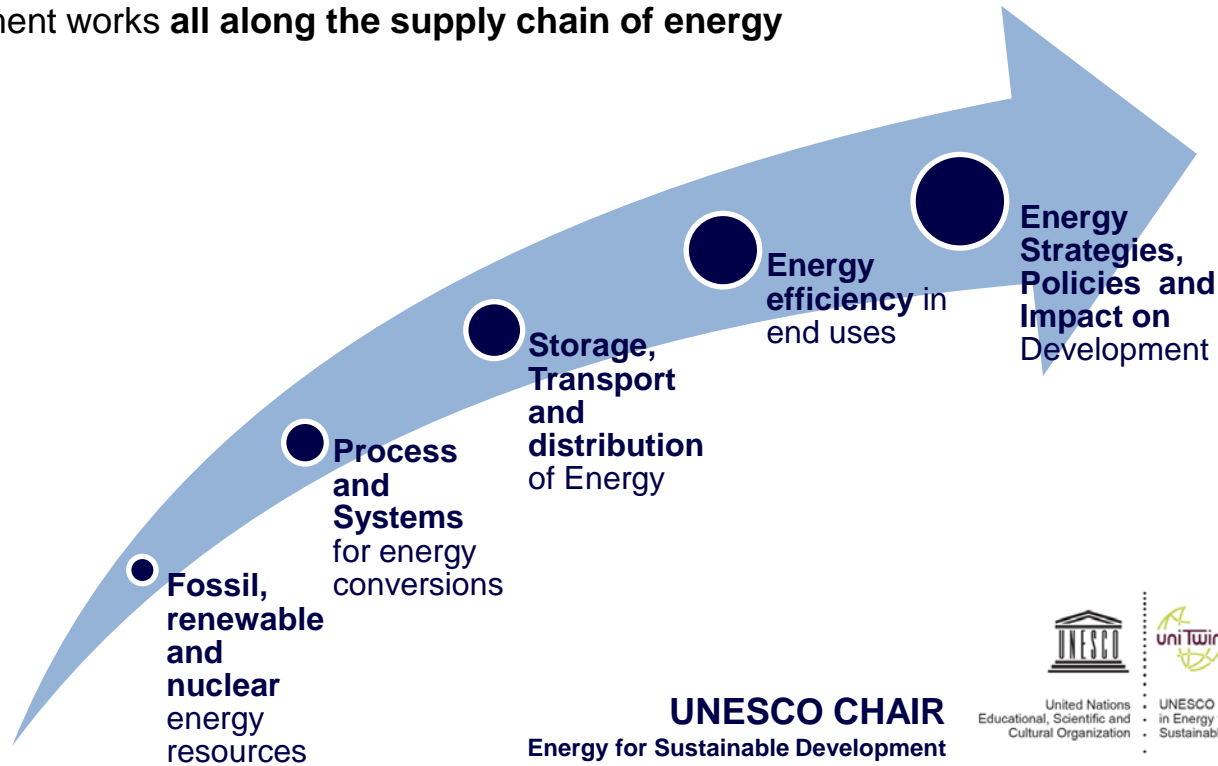 ment works all along the supply chain of energy
Energy
Strategies,
Policies and
Impact on
Development
Energy
efficiency in
end uses
Storage,
Transport
and
distribution
of Energy
Process
and
Systems
for energy
conversions
Fossil,
renewable
and
nuclear
energy
resources
UNESCO CHAIR
Energy for Sustainable Development
UNESCO
uniTwin
United Nations
Educational, Scientific and
Cultural Organization
UNESCO
in Energy
Sustainab